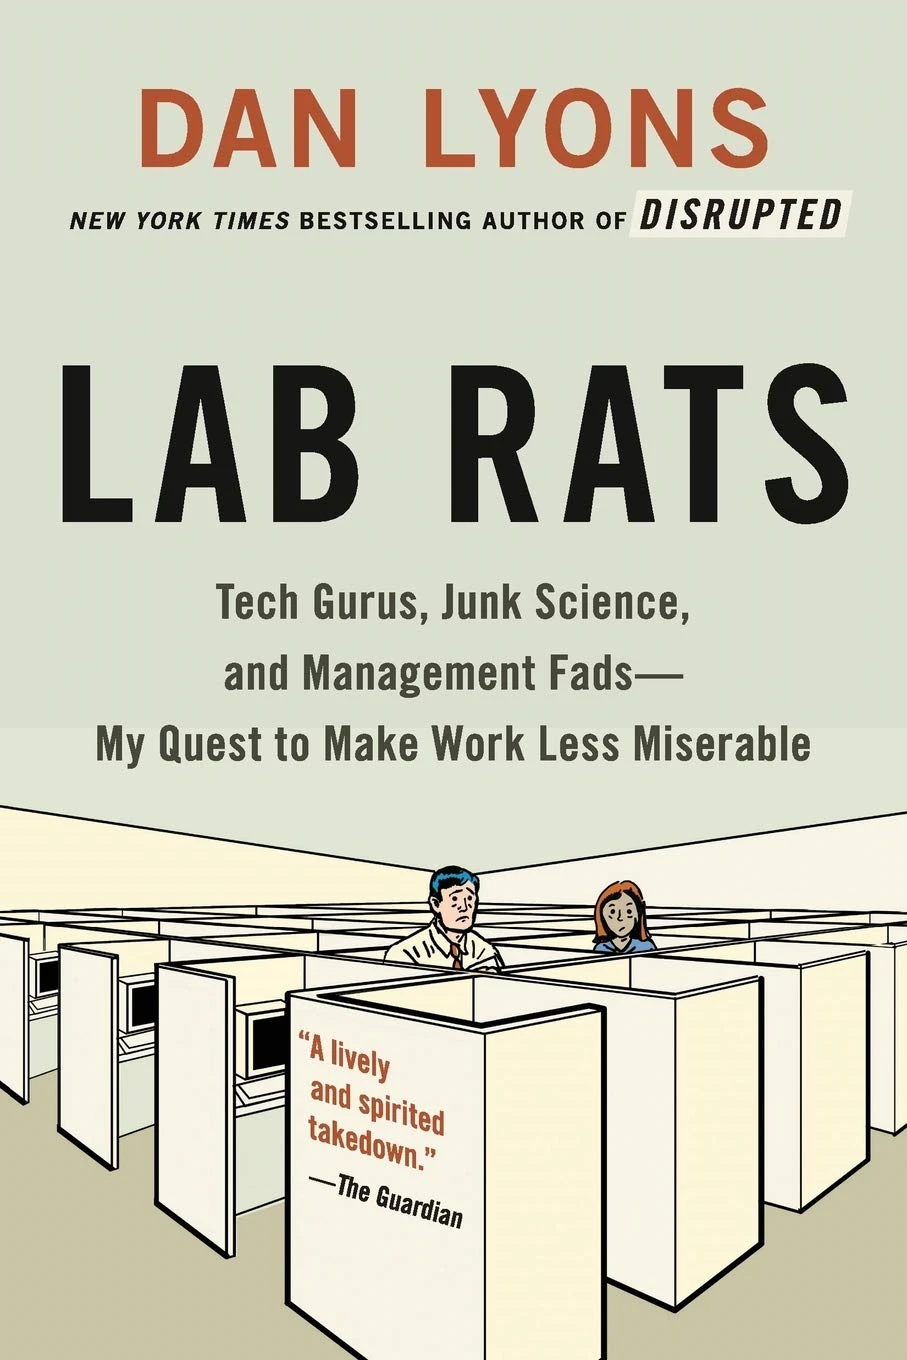 DAN LYONS
NEW YORK TIMES BESTSELLING AUTHOR OF DISRUPTED
LAB RATS
Tech Gurus, Junk Science,
and Management Fads—
My Quest to Make Work Less Miserable
“A lively
and spirited
takedown.”
—The Guardian